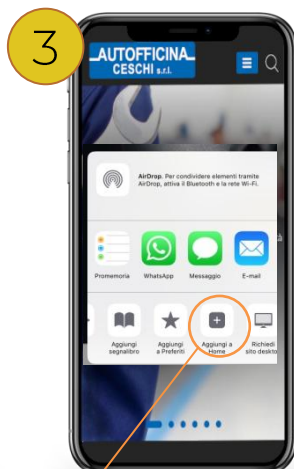 3
AUTOFFICINA
CESCHI s.r.l.
AirDrop. Per condividere elementi tramite
AirDrop, attiva il Bluetooth e la rete Wi-Fi.
Promemoria WhatsApp Messaggio E-mail
Aggiungi segnalibro
Aggiungi a Preferiti
Aggiungi a Home
Richiedi sito deskto